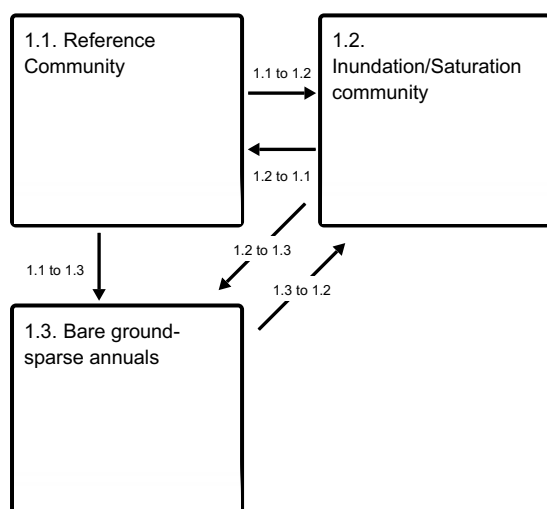 1.1. Reference
Community
1.2.
Inundation/Saturation
community
1.1 to 1.2
1.2 to 1.1
1.2 to 1.3
1.1 to 1.3
1.3 to 1.2
1.3. Bare ground-
sparse annuals